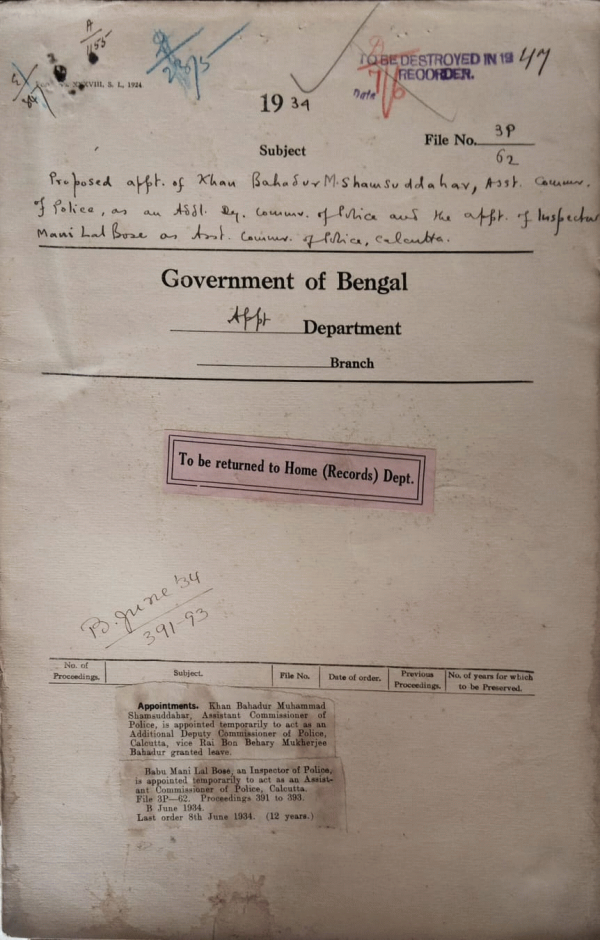 A
1155
TO BE DESTROYED IN 19 47
RECORDER.
Date
XXXVIII, S. L., 1924
19 34
File No. 3P
62
Subject
Proposed appt. of Khan Bahadur M. Shamsuddahar, Asst. Commr.
of Police, as an Addl. Dy. Commr. of Police and the appt. of Inspector
Mani Lal Bose as Asst. Commr. of Police, Calcutta.
Government of Bengal
Appt Department
Branch
To be returned to Home (Records) Dept.
B. June '34
391-93
No. of Proceedings. Subject. File No. Date of order. Previous Proceedings. No. of years for which to be Preserved.
Appointments. Khan Bahadur Muhammad
Shamsuddahar, Assistant Commissioner of
Police, is appointed temporarily to act as an
Additional Deputy Commissioner of Police,
Calcutta, vice Rai Bon Behary Mukherjee
Bahadur granted leave.
Babu Mani Lal Bose, an Inspector of Police,
is appointed temporarily to act as an Assist-
ant Commissioner of Police, Calcutta.
File 3P—62. Proceedings 391 to 393.
B June 1934.
Last order 8th June 1934. (12 years.)